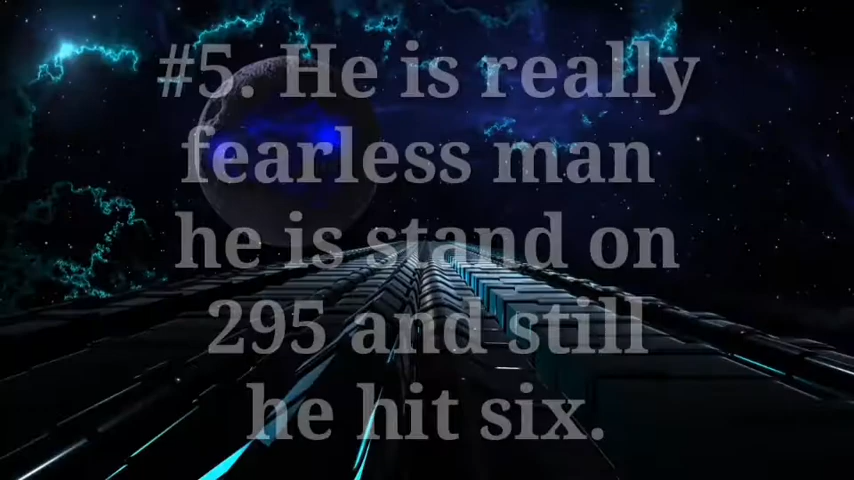 #5. He is really
fearless man
he is stand on
295 and still
he hit six.